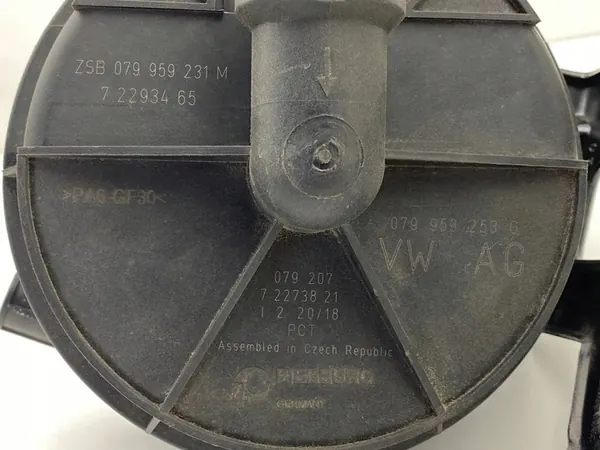 ZSB 079 959 231 M
7.22934 65
>PA6-GF30<
079 959 253 G
VW AG
079 207
7 22738 21
1 2 20/18
PCT
Assembled in Czech Republic
PIERBURG
GERMANY